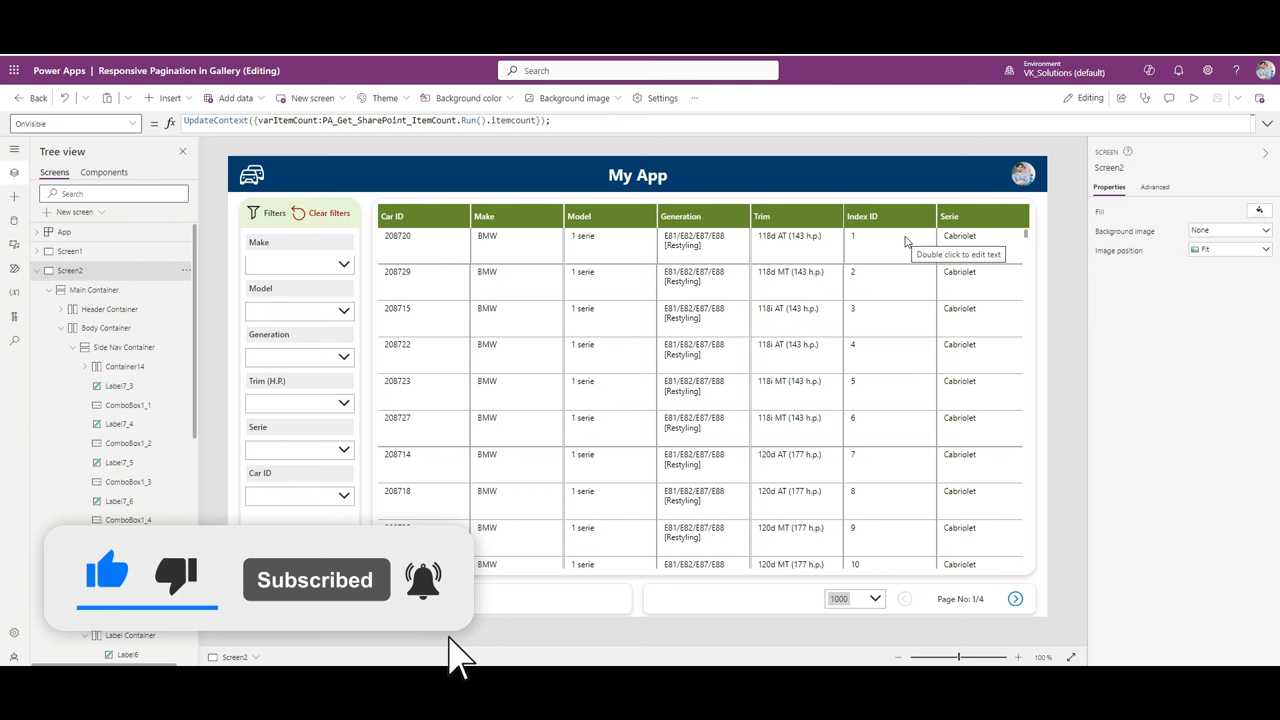 Power Apps | Responsive Pagination in Gallery (Editing)
Search
Environment
VK_Solutions (default)
Back
Insert
Add data
New screen
Theme
Background color
Background image
Settings
Editing
OnVisible
= fx UpdateContext({varItemCount:PA_Get_SharePoint_ItemCount.Run().itemcount});
Tree view
Screens Components
Search
New screen
App
Screen1
Screen2
Main Container
Header Container
Body Container
Side Nav Container
Container14
Label7_3
ComboBox1_1
Label7_4
ComboBox1_2
Label7_5
ComboBox1_3
Label7_6
ComboBox1_4
Label Container
Label6
My App
Filters Clear filters
Make
Model
Generation
Trim (H.P.)
Serie
Car ID
Car ID Make Model Generation Trim Index ID Serie
208720 BMW 1 serie E81/E82/E87/E88 118d AT (143 h.p.) 1 Cabriolet
[Restyling]
Double click to edit text
208729 BMW 1 serie E81/E82/E87/E88 118d MT (143 h.p.) 2 Cabriolet
[Restyling]
208715 BMW 1 serie E81/E82/E87/E88 118i AT (143 h.p.) 3 Cabriolet
[Restyling]
208722 BMW 1 serie E81/E82/E87/E88 118i AT (143 h.p.) 4 Cabriolet
[Restyling]
208723 BMW 1 serie E81/E82/E87/E88 118i MT (143 h.p.) 5 Cabriolet
[Restyling]
208727 BMW 1 serie E81/E82/E87/E88 118i MT (143 h.p.) 6 Cabriolet
[Restyling]
208714 BMW 1 serie E81/E82/E87/E88 120d AT (177 h.p.) 7 Cabriolet
[Restyling]
208718 BMW 1 serie E81/E82/E87/E88 120d AT (177 h.p.) 8 Cabriolet
[Restyling]
BMW 1 serie E81/E82/E87/E88 120d MT (177 h.p.) 9 Cabriolet
[Restyling]
BMW 1 serie E81/E82/E87/E88 120d MT (177 h.p.) 10 Cabriolet
1000
Page No: 1/4
Subscribed
Screen2
100 %
SCREEN
Screen2
Properties Advanced
Fill
Background image None
Image position Fit